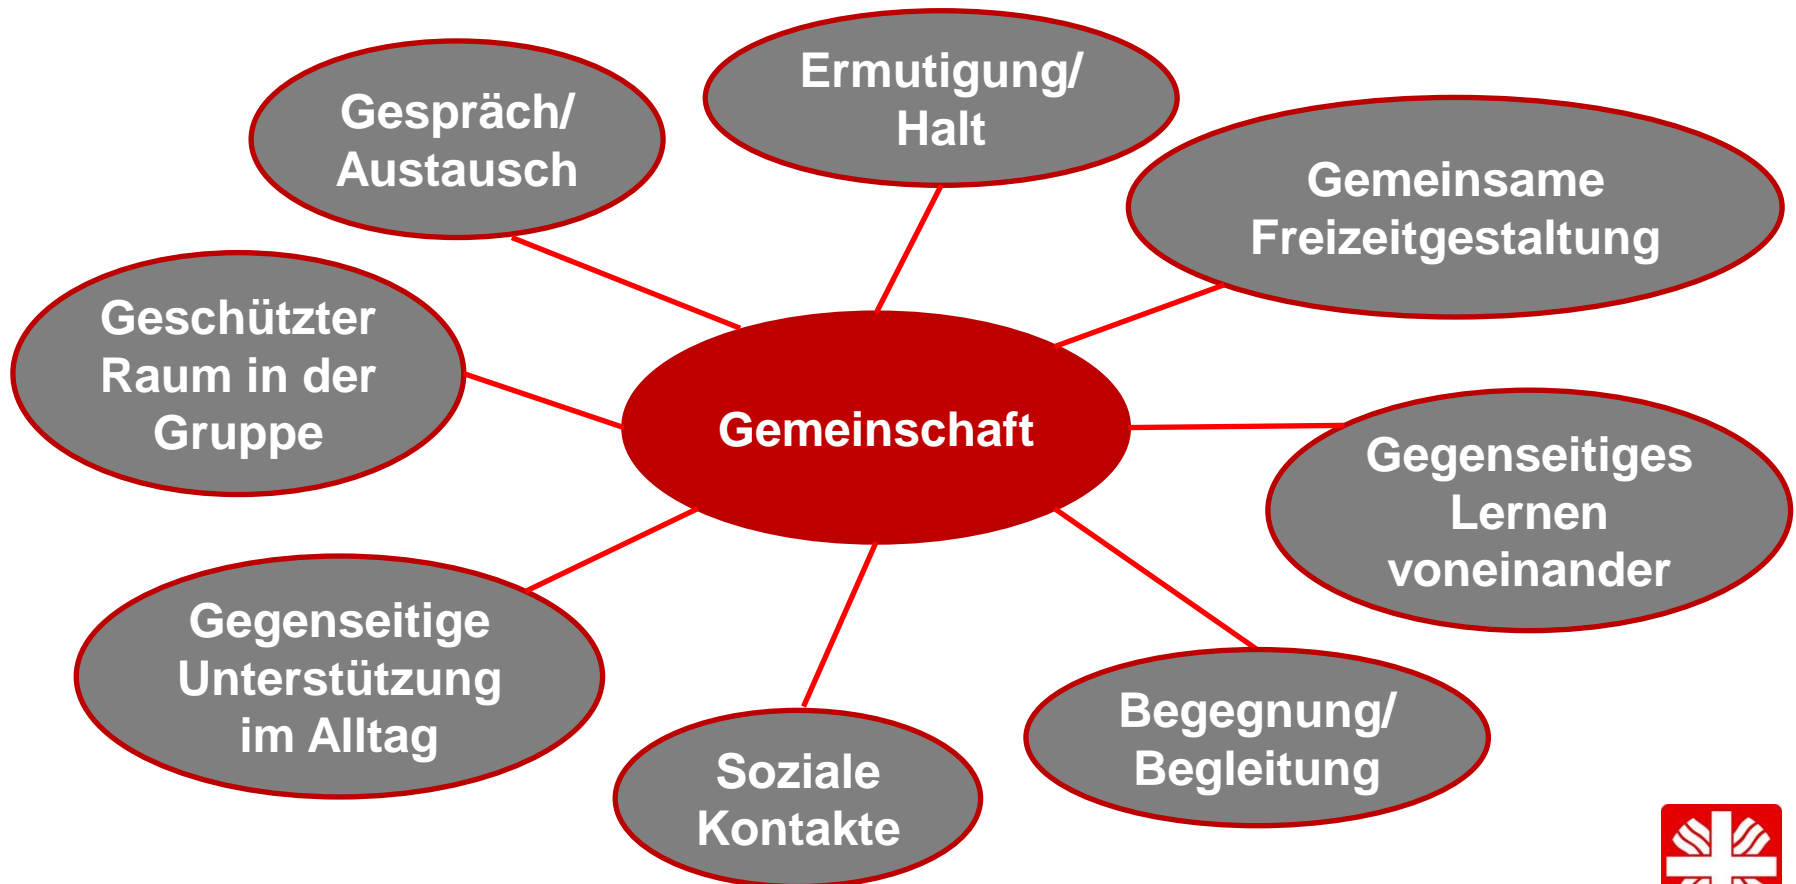 Ermutigung/
Halt
Gespräch/
Austausch
Gemeinsame
Freizeitgestaltung
Geschützter
Raum in der
Gruppe
Gemeinschaft
Gegenseitiges
Lernen
voneinander
Gegenseitige
Unterstützung
im Alltag
Begegnung/
Begleitung
Soziale
Kontakte